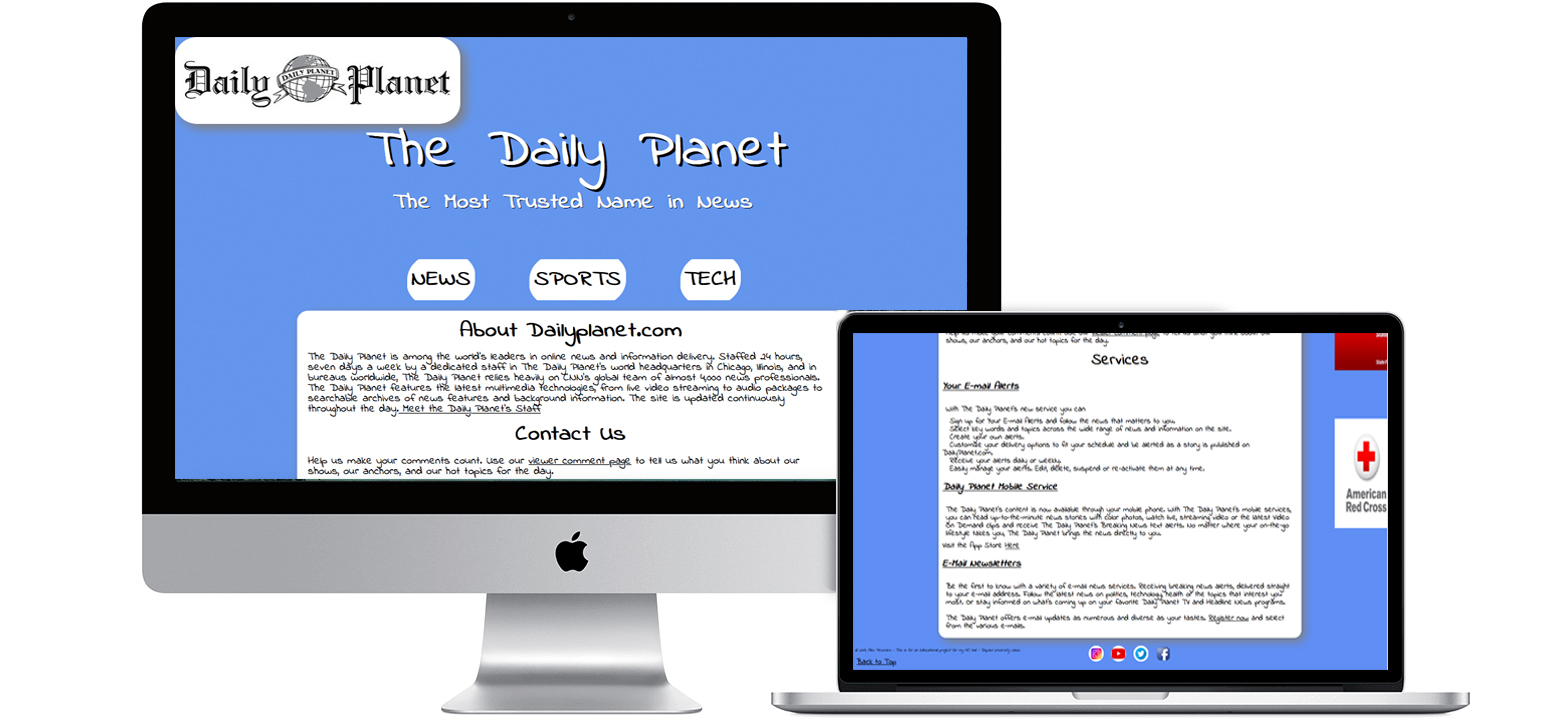 Daily Planet
DAILY PLANET
The Daily Planet
The Most Trusted Name in News
NEWS
SPORTS
TECH
About Dailyplanet.com
The Daily Planet is among the world's leaders in online news and information delivery. Staffed 24 hours,
seven days a week by a dedicated staff in The Daily Planet's world headquarters in Chicago, Illinois, and in
bureaus worldwide, The Daily Planet relies heavily on CNN's global team of almost 4,000 news professionals.
The Daily Planet features the latest multimedia technologies, from live video streaming to audio packages to
searchable archives of news features and background information. The site is updated continuously
throughout the day. Meet the Daily Planet's Staff
Contact Us
Help us make your comments count. Use our viewer comment page to tell us what you think about our
shows, our anchors, and our hot topics for the day.
shows, our anchors, and our hot topics for the day.
Services
Your E-mail Alerts
With The Daily Planet's new service you can
Sign up for Your E-mail Alerts and follow the news that matters to you.
Select key words and topics across the wide range of news and information on the site.
Create your own alerts.
Customize your delivery options to fit your schedule and be alerted as a story is published on
DailyPlanet.com.
Receive your alerts daily or weekly.
Easily manage your alerts. Edit, delete, suspend or re-activate them at any time.
Daily Planet Mobile Service
The Daily Planet's content is now available through your mobile phone. With The Daily Planet's mobile services,
you can read up-to-the-minute news stories with color photos, watch live, streaming video or the latest Video
On Demand clips and receive The Daily Planet's Breaking News text alerts. No matter where your on-the-go
lifestyle takes you, The Daily Planet brings the news directly to you.
Visit the App Store Here
E-Mail Newsletters
Be the first to know with a variety of e-mail news services. Receiving breaking news alerts, delivered straight
to your e-mail address. Follow the latest news on politics, technology, health or the topics that interest you
most. Or stay informed on what's coming up on your favorite Daily Planet TV and Headline News programs.
The Daily Planet offers e-mail updates as numerous and diverse as your tastes. Register now and select
from the various e-mails.
American
Red Cross
Back to Top